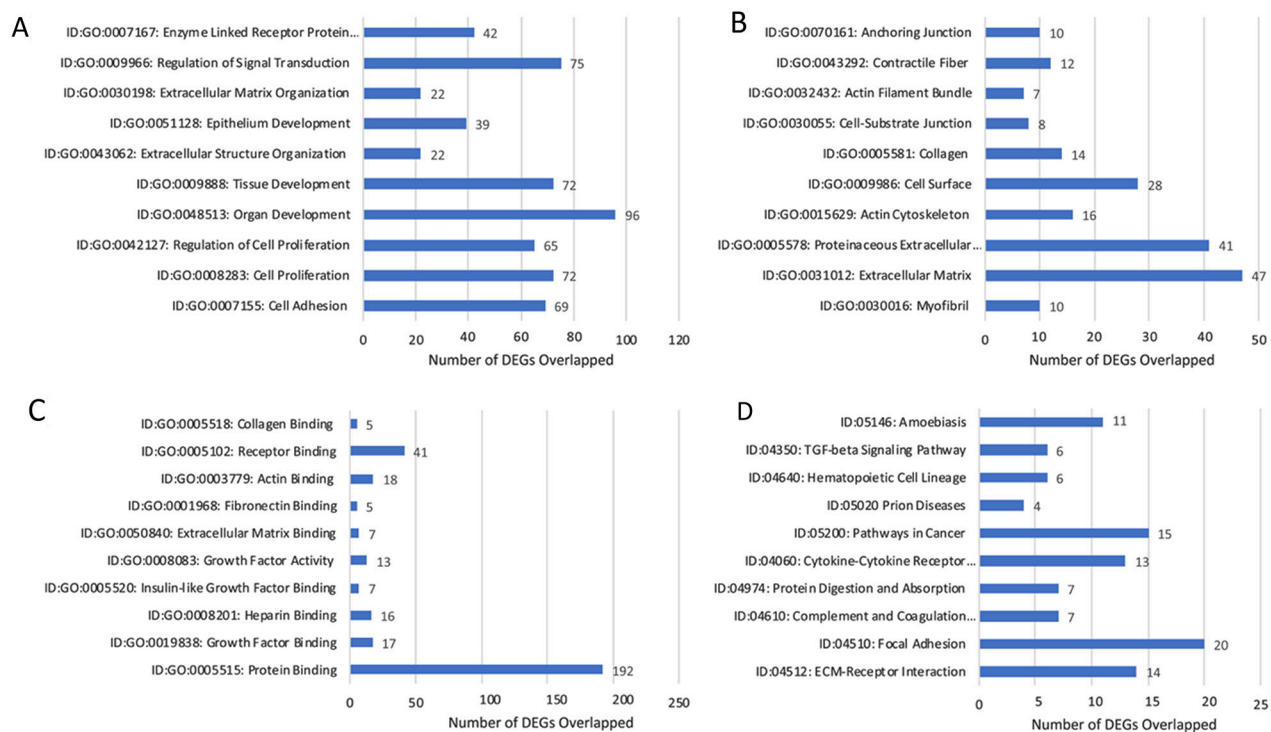 A
ID:GO:0007167: Enzyme Linked Receptor Protein... 42
ID:GO:0009966: Regulation of Signal Transduction 75
ID:GO:0030198: Extracellular Matrix Organization 22
ID:GO:0051128: Epithelium Development 39
ID:GO:0043062: Extracellular Structure Organization 22
ID:GO:0009888: Tissue Development 72
ID:GO:0048513: Organ Development 96
ID:GO:0042127: Regulation of Cell Proliferation 65
ID:GO:0008283: Cell Proliferation 72
ID:GO:0007155: Cell Adhesion 69
0 20 40 60 80 100 120
Number of DEGs Overlapped
B
ID:GO:0070161: Anchoring Junction 10
ID:GO:0043292: Contractile Fiber 12
ID:GO:0032432: Actin Filament Bundle 7
ID:GO:0030055: Cell-Substrate Junction 8
ID:GO:0005581: Collagen 14
ID:GO:0009986: Cell Surface 28
ID:GO:0015629: Actin Cytoskeleton 16
ID:GO:0005578: Proteinaceous Extracellular... 41
ID:GO:0031012: Extracellular Matrix 47
ID:GO:0030016: Myofibril 10
0 10 20 30 40 50
Number of DEGs Overlapped
C
ID:GO:0005518: Collagen Binding 5
ID:GO:0005102: Receptor Binding 41
ID:GO:0003779: Actin Binding 18
ID:GO:0001968: Fibronectin Binding 5
ID:GO:0050840: Extracellular Matrix Binding 7
ID:GO:0008083: Growth Factor Activity 13
ID:GO:0005520: Insulin-like Growth Factor Binding 7
ID:GO:0008201: Heparin Binding 16
ID:GO:0019838: Growth Factor Binding 17
ID:GO:0005515: Protein Binding 192
0 50 100 150 200 250
Number of DEGs Overlapped
D
ID:05146: Amoebiasis 11
ID:04350: TGF-beta Signaling Pathway 6
ID:04640: Hematopoietic Cell Lineage 6
ID:05020 Prion Diseases 4
ID:05200: Pathways in Cancer 15
ID:04060: Cytokine-Cytokine Receptor... 13
ID:04974: Protein Digestion and Absorption 7
ID:04610: Complement and Coagulation... 7
ID:04510: Focal Adhesion 20
ID:04512: ECM-Receptor Interaction 14
0 5 10 15 20 25
Number of DEGs Overlapped